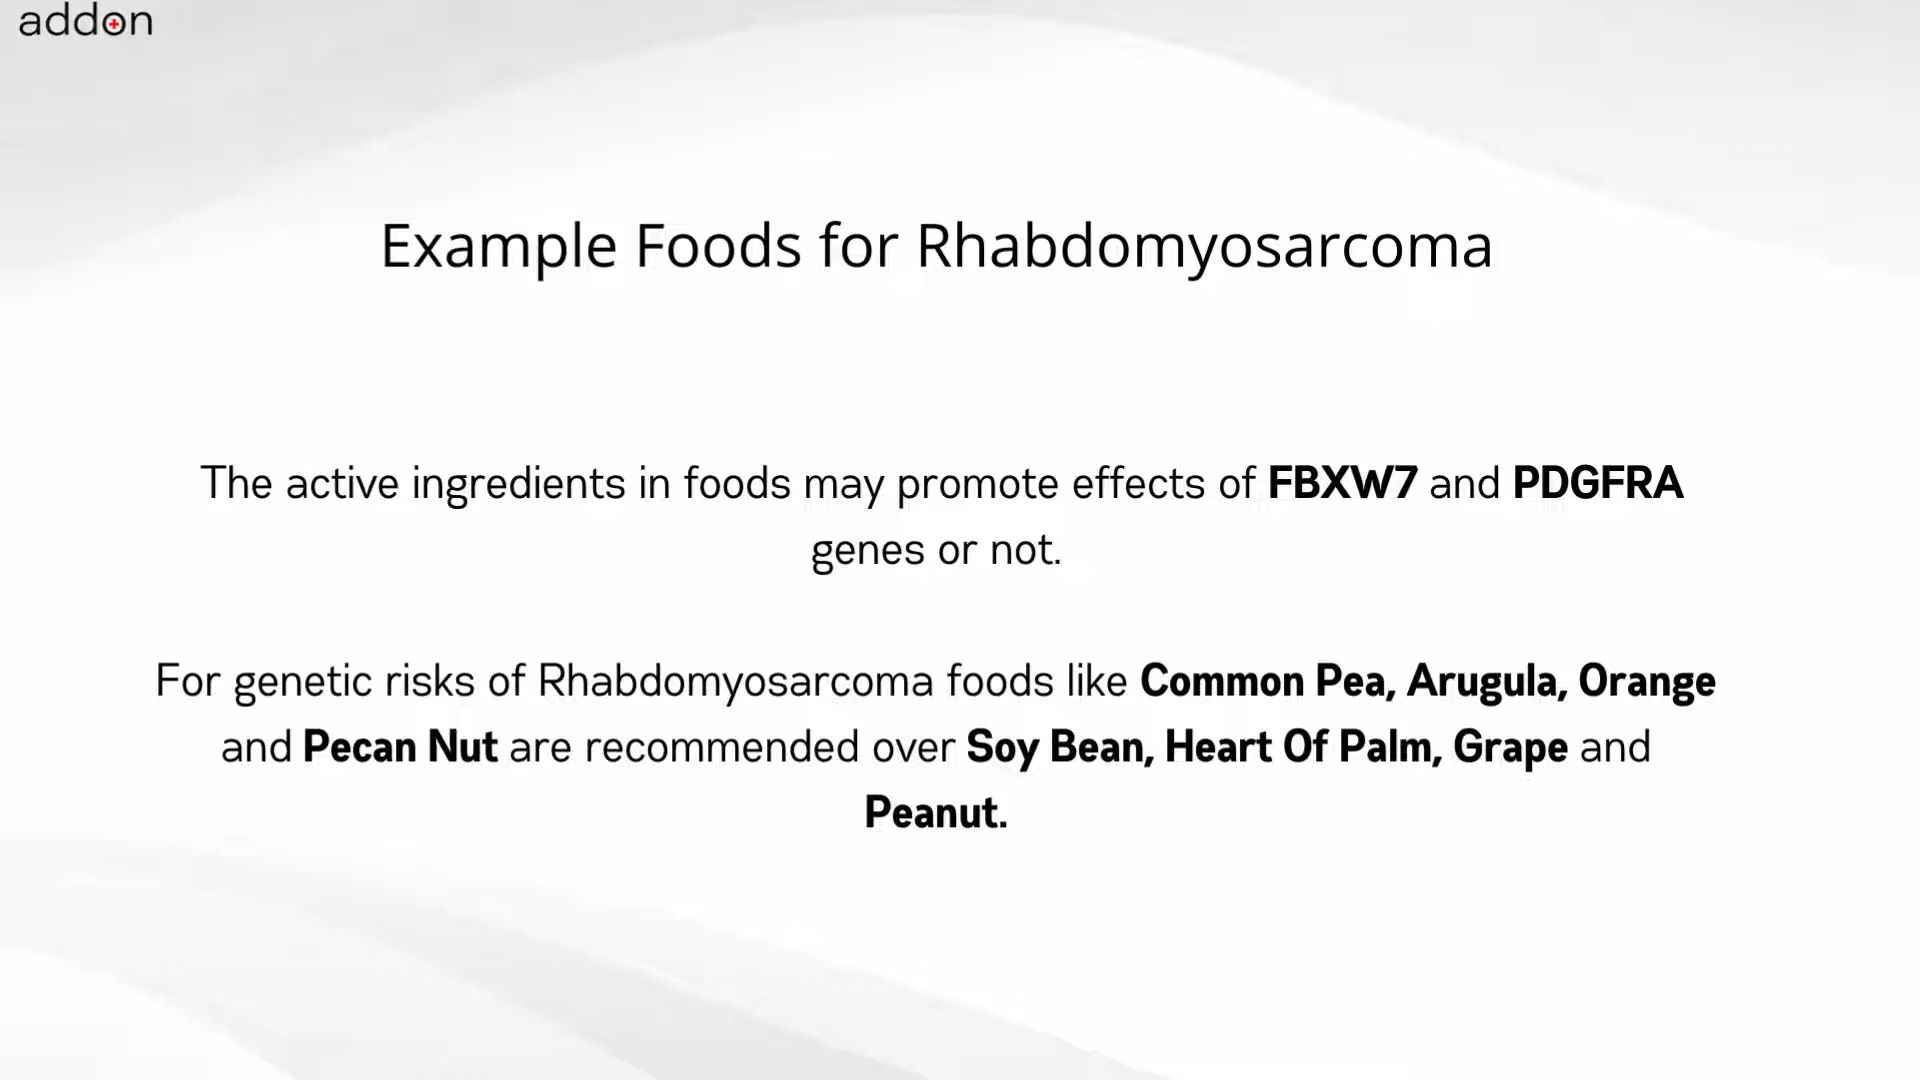 addon
Example Foods for Rhabdomyosarcoma
The active ingredients in foods may promote effects of FBXW7 and PDGFRA
genes or not.
For genetic risks of Rhabdomyosarcoma foods like Common Pea, Arugula, Orange
and Pecan Nut are recommended over Soy Bean, Heart Of Palm, Grape and
Peanut.